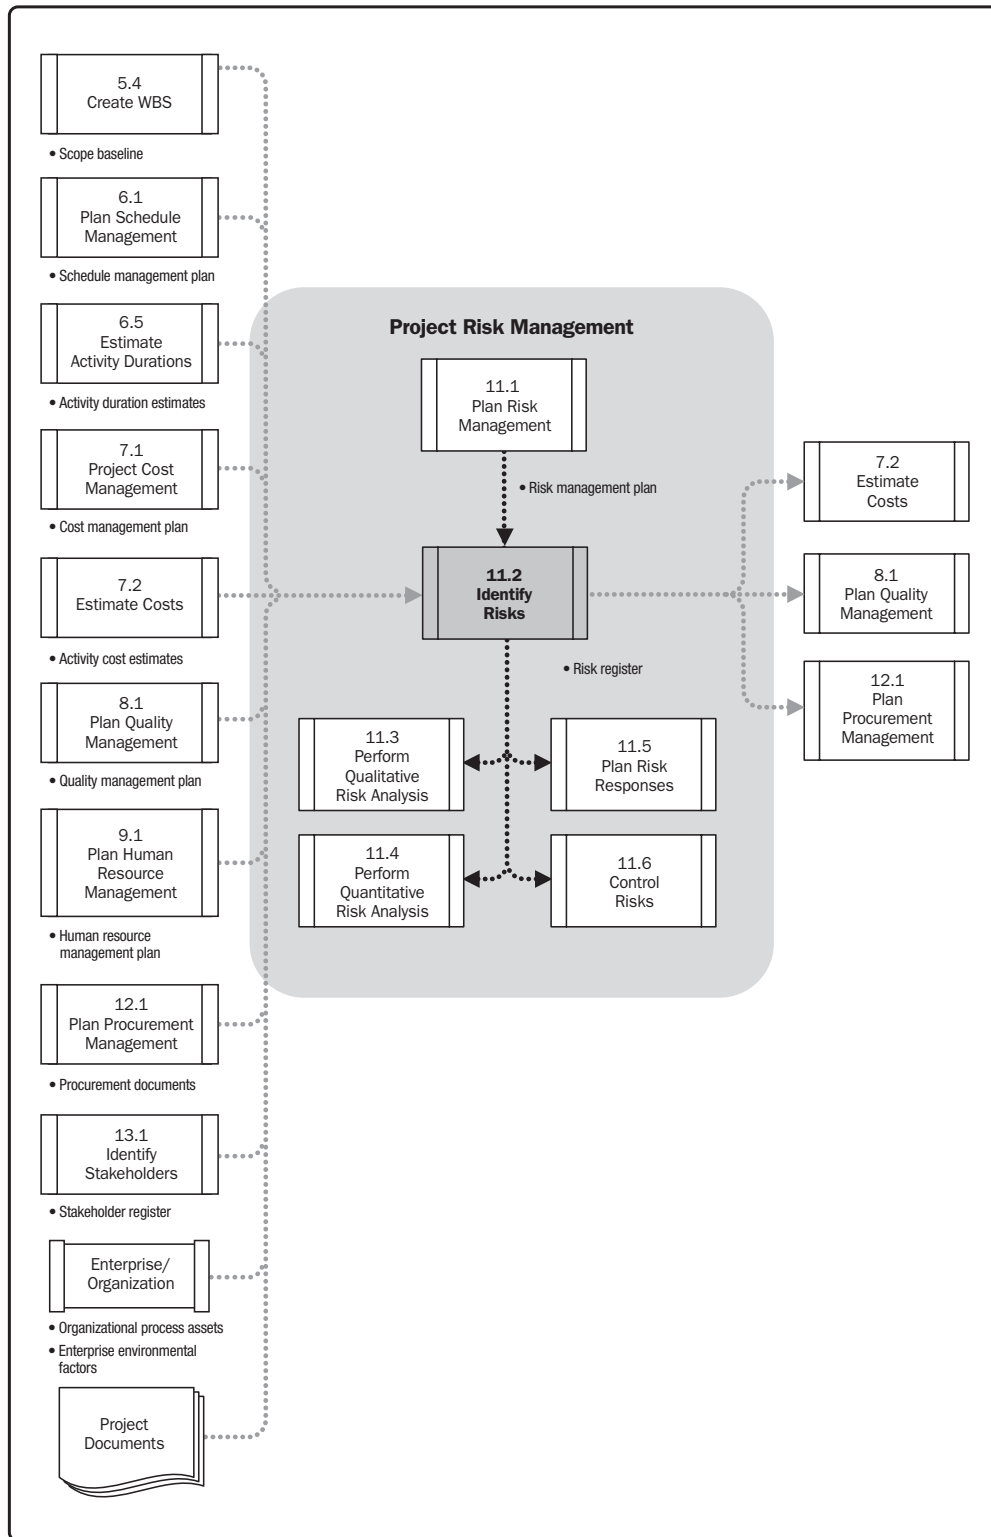 5.4
Create WBS
• Scope baseline
6.1
Plan Schedule
Management
• Schedule management plan
6.5
Estimate
Activity Durations
• Activity duration estimates
7.1
Project Cost
Management
• Cost management plan
7.2
Estimate Costs
• Activity cost estimates
8.1
Plan Quality
Management
• Quality management plan
9.1
Plan Human
Resource
Management
• Human resource
management plan
12.1
Plan Procurement
Management
• Procurement documents
13.1
Identify
Stakeholders
• Stakeholder register
Enterprise/
Organization
• Organizational process assets
• Enterprise environmental
factors
Project
Documents
Project Risk Management
11.1
Plan Risk
Management
• Risk management plan
11.2
Identify
Risks
• Risk register
11.3
Perform
Qualitative
Risk Analysis
11.5
Plan Risk
Responses
11.4
Perform
Quantitative
Risk Analysis
11.6
Control
Risks
7.2
Estimate
Costs
8.1
Plan Quality
Management
12.1
Plan
Procurement
Management